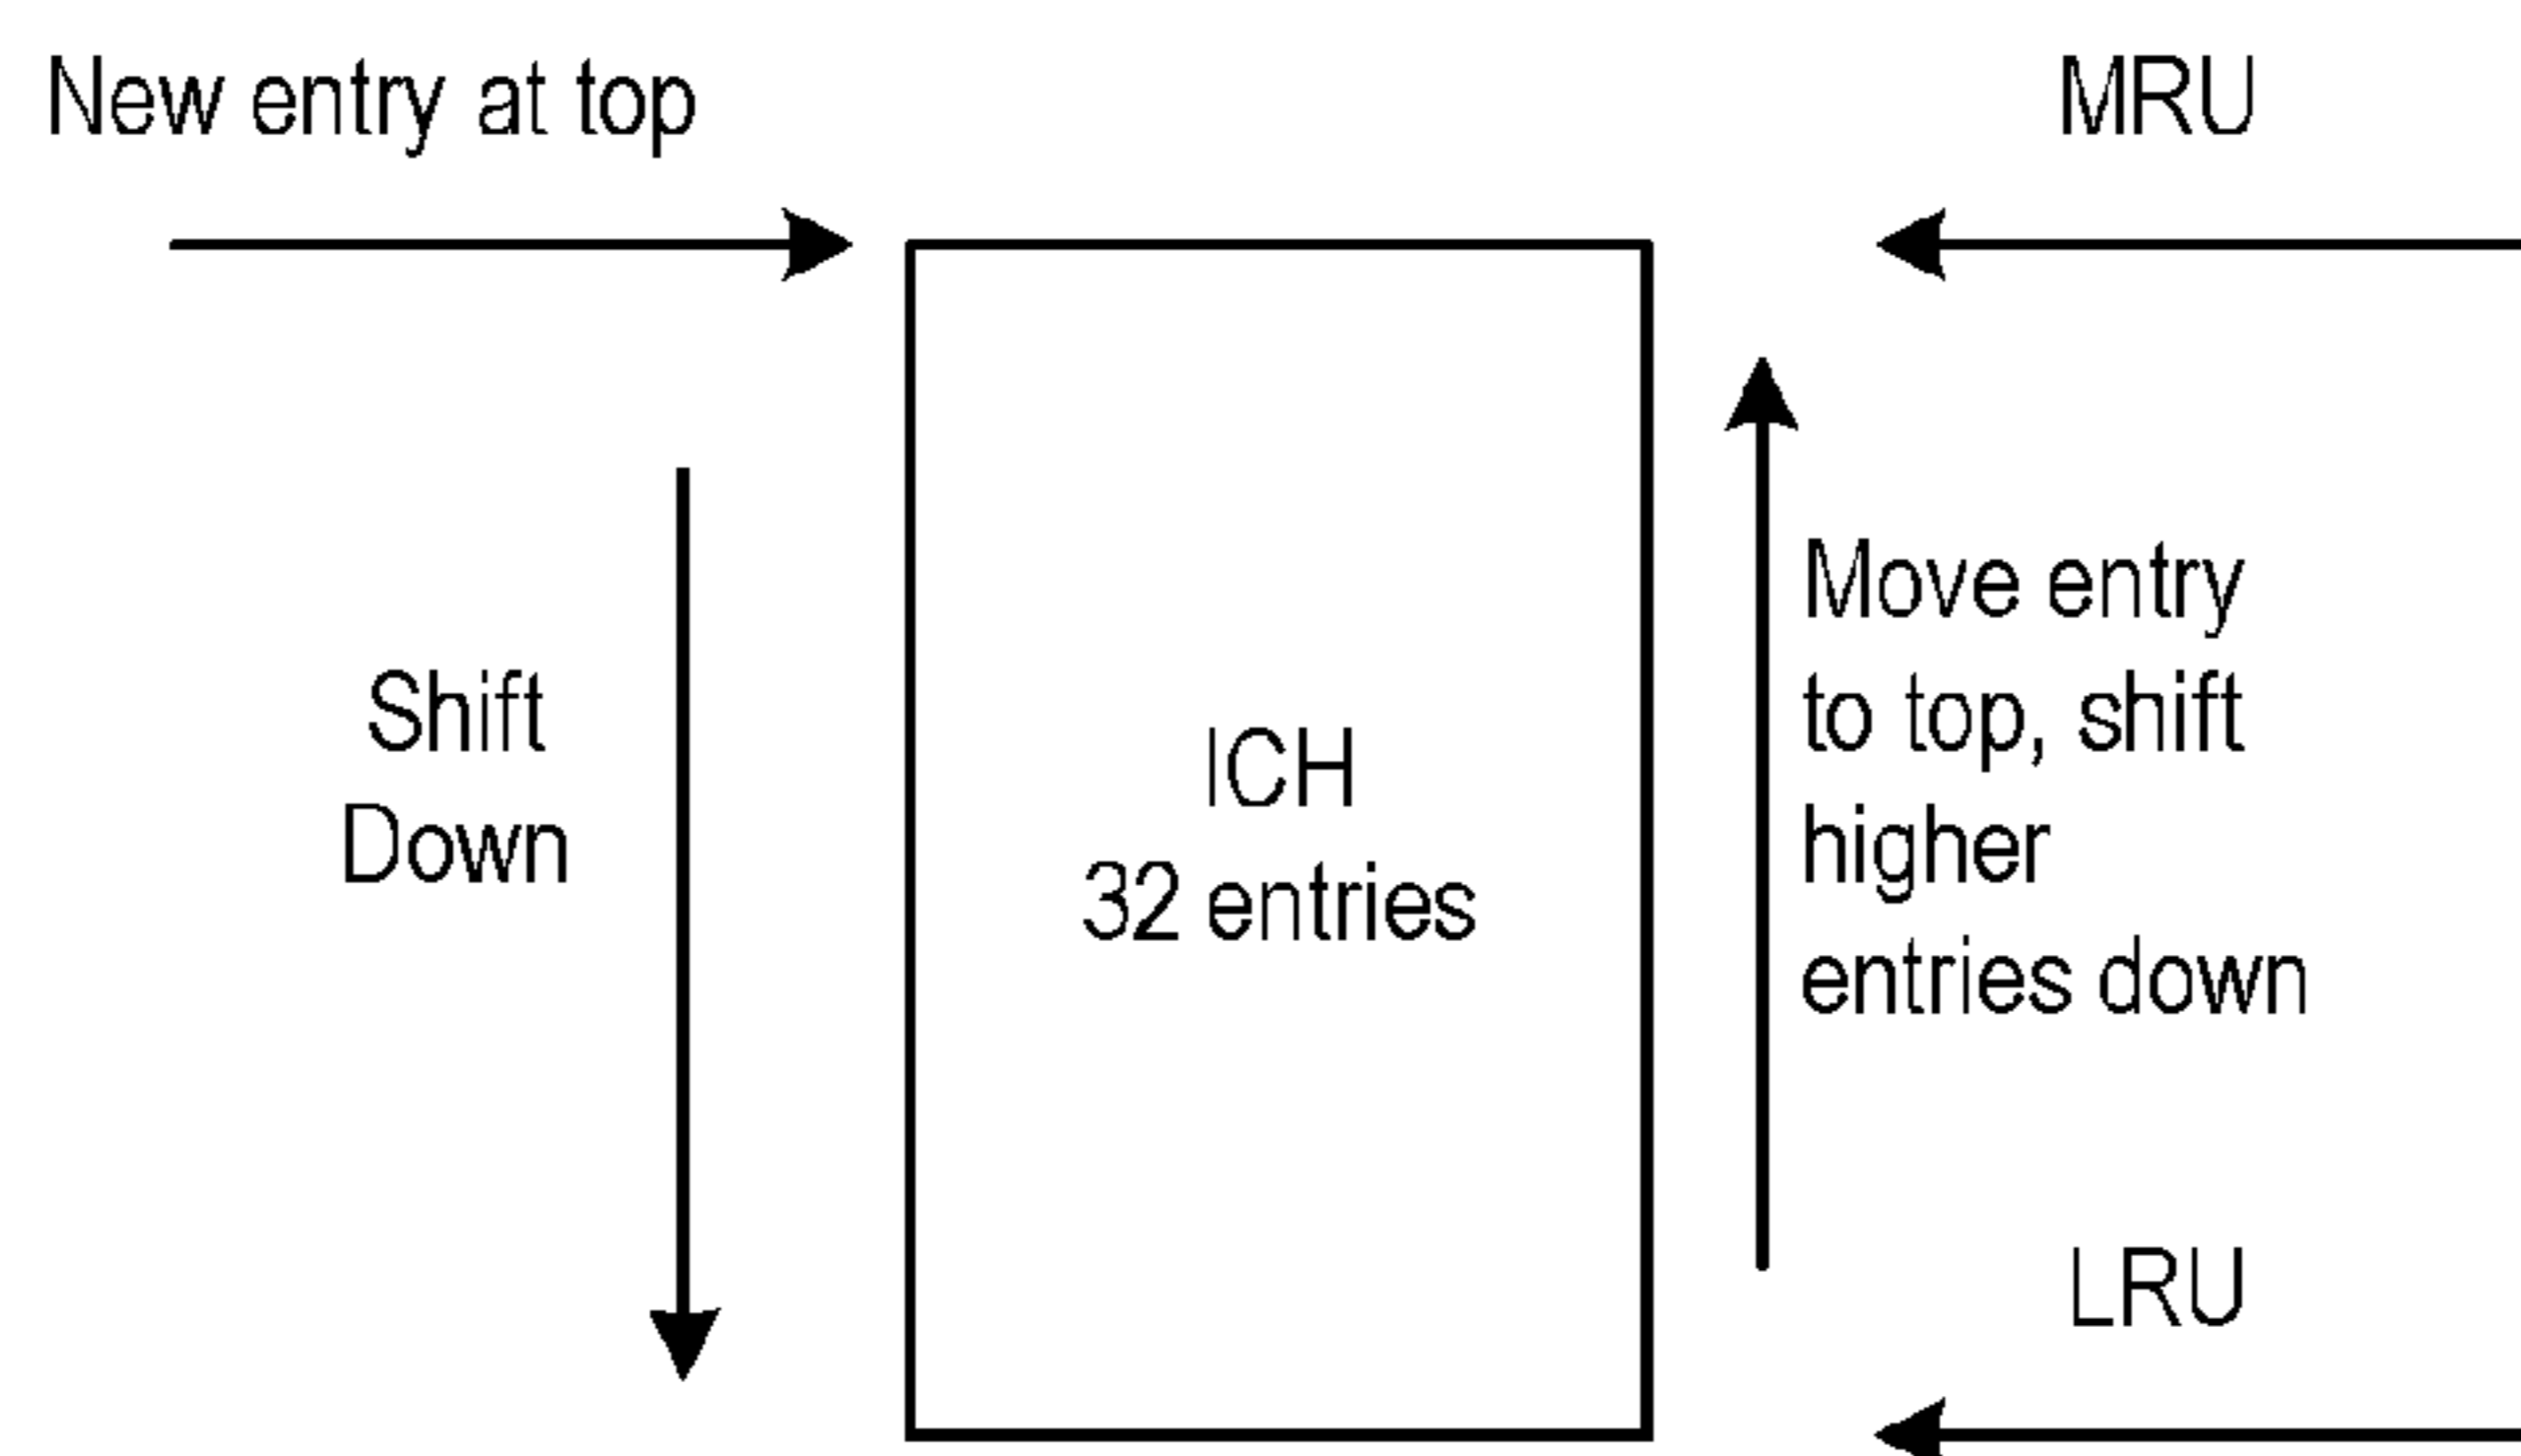 New entry at top
MRU
Shift
Down
ICH
32 entries
Move entry
to top, shift
higher
entries down
LRU